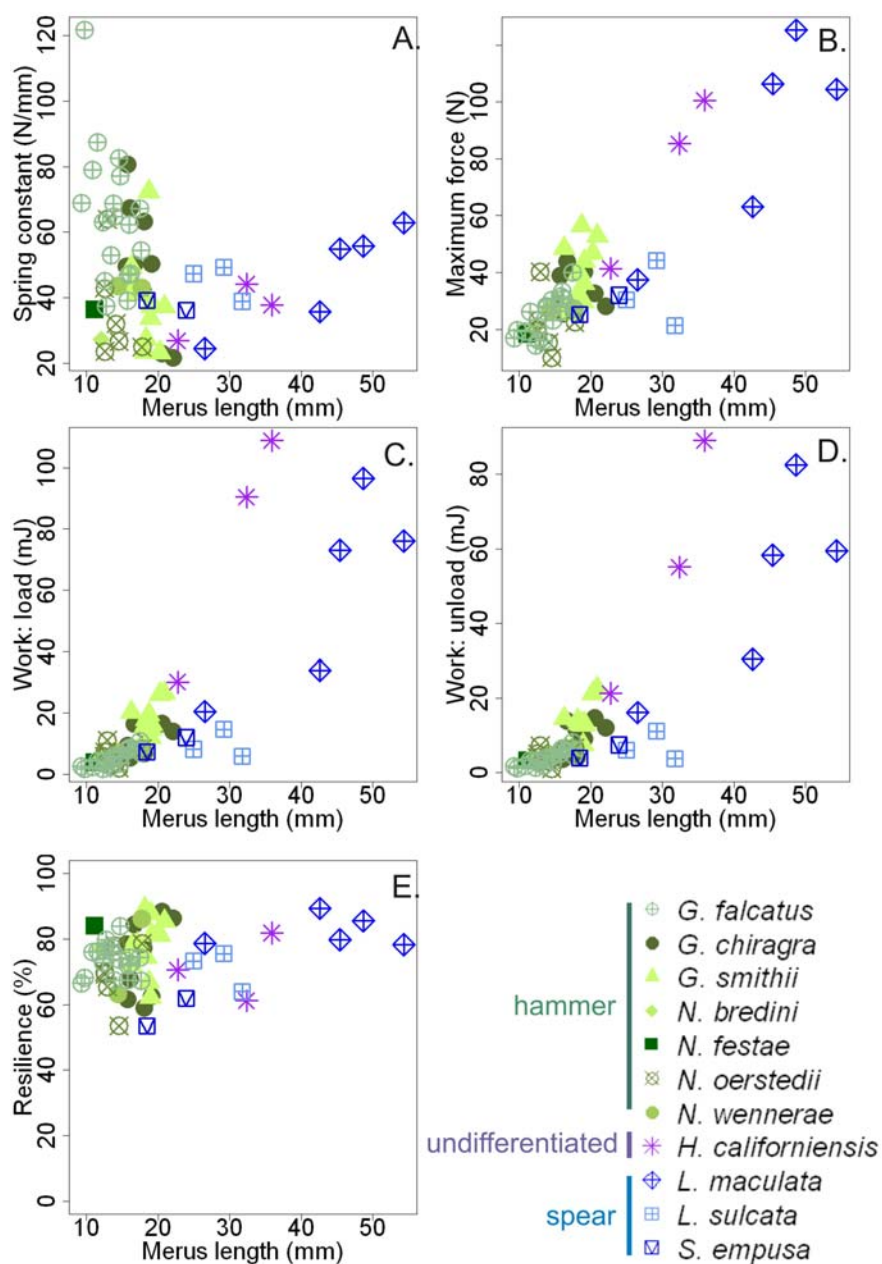 A.
Spring constant (N/mm)
20 40 60 80 100 120
10 20 30 40 50
Merus length (mm)
B.
Maximum force (N)
20 40 60 80 100
10 20 30 40 50
Merus length (mm)
C.
Work: load (mJ)
0 20 40 60 80 100
10 20 30 40 50
Merus length (mm)
D.
Work: unload (mJ)
0 20 40 60 80
10 20 30 40 50
Merus length (mm)
E.
Resilience (%)
0 20 40 60 80 100
10 20 30 40 50
Merus length (mm)
hammer
G. falcatus
G. chiragra
G. smithii
N. bredini
N. festae
N. oerstedii
N. wennerae
undifferentiated
H. californiensis
spear
L. maculata
L. sulcata
S. empusa